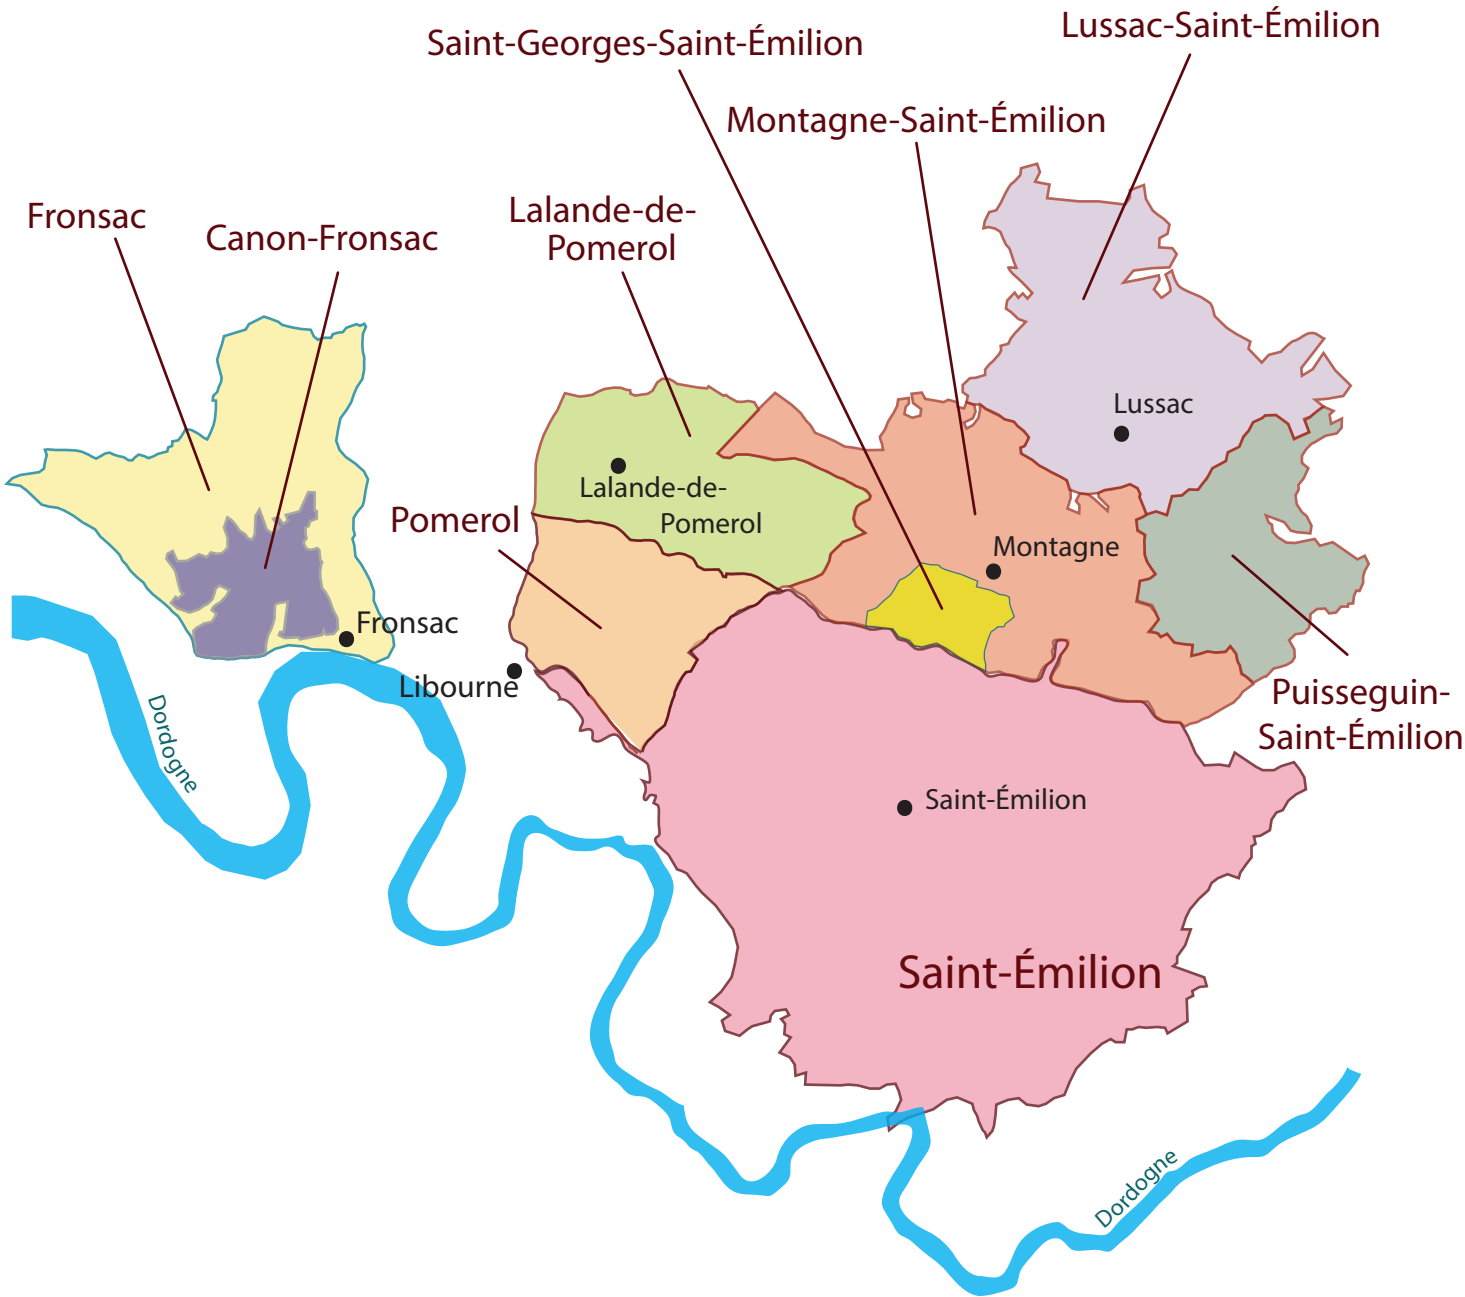 Lussac-Saint-Émilion
Saint-Georges-Saint-Émilion
Montagne-Saint-Émilion
Fronsac
Canon-Fronsac
Lalande-de-
Pomerol
Lussac
Lalande-de-
Pomerol
Pomerol
Montagne
Fronsac
Libourne
Dordogne
Puisseguin-
Saint-Émilion
Saint-Émilion
Saint-Émilion
Dordogne